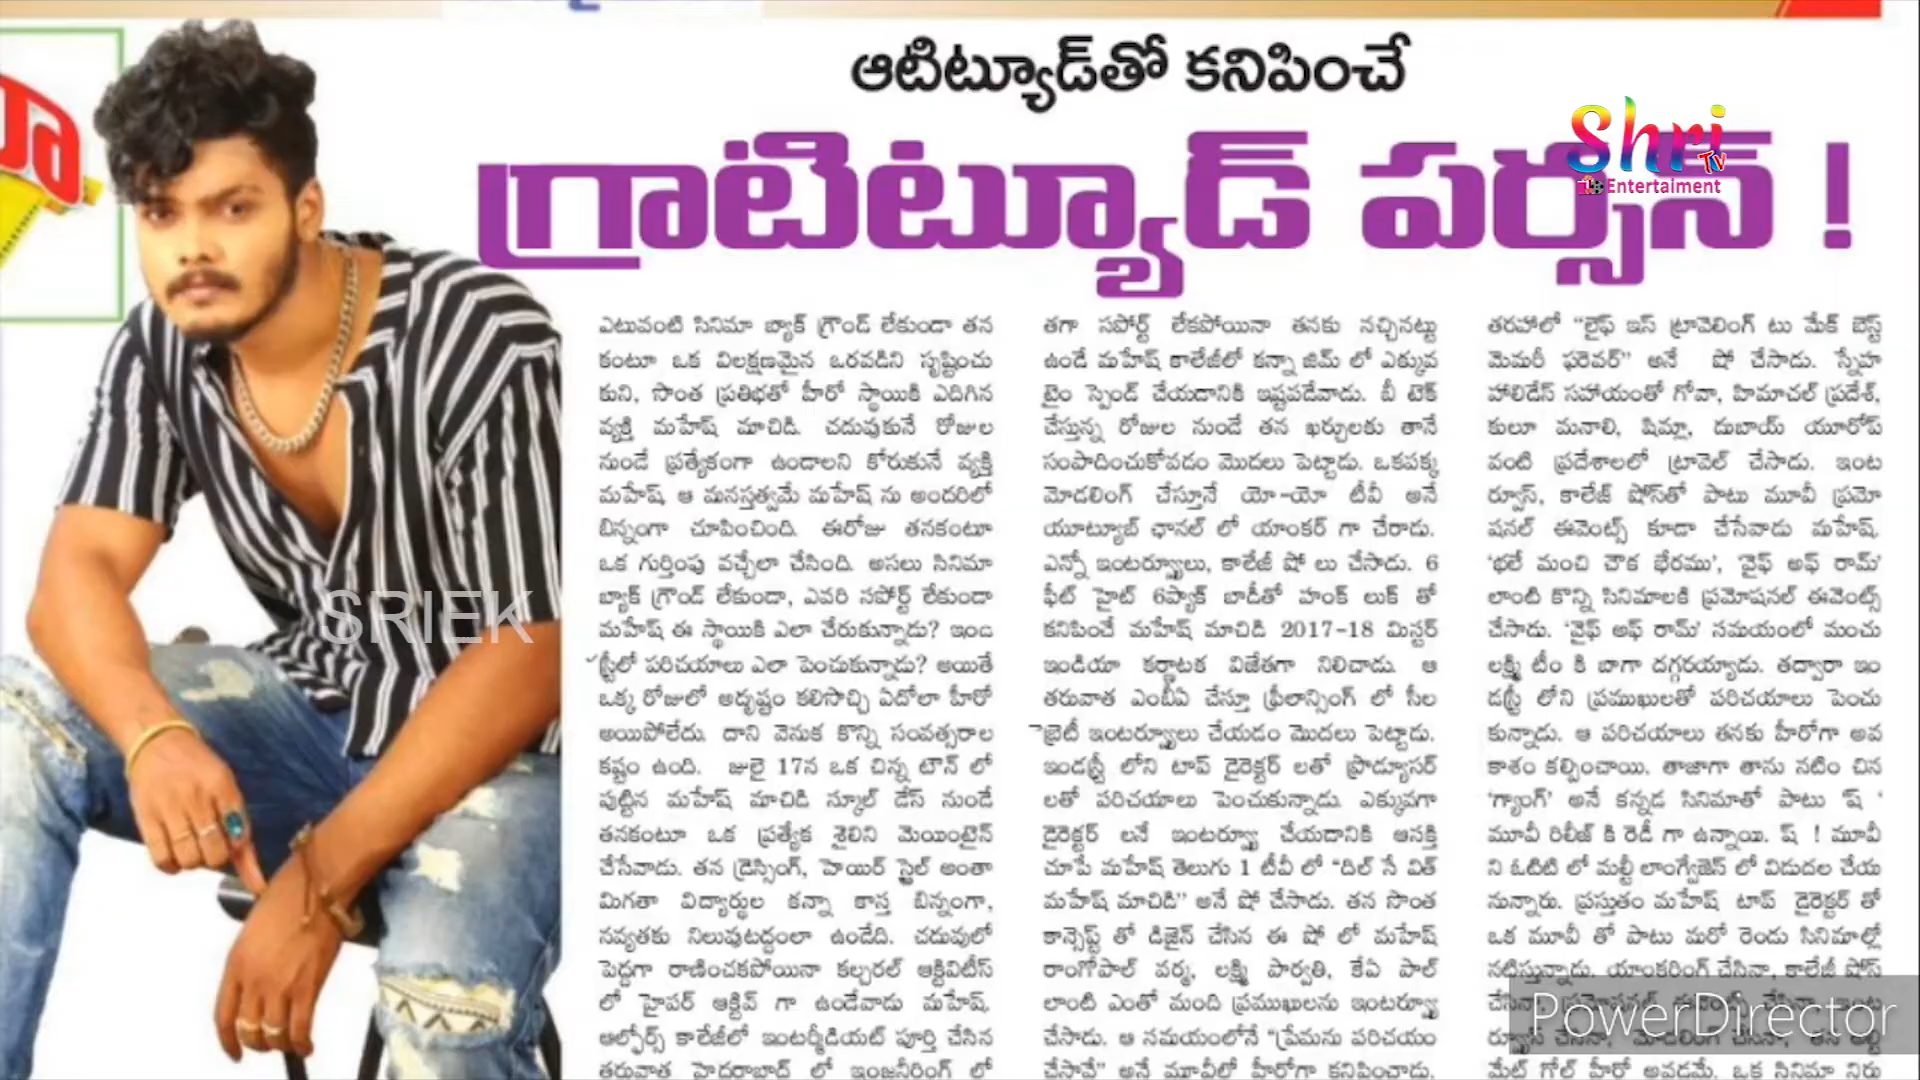 ఆటిట్యూడ్‌తో కనిపించే
గ్రాటిట్యూడ్ పర్సన్ !
Shri
TV
Entertaiment
ఎటువంటి సినిమా బ్యాక్ గ్రౌండ్ లేకుండా తన
కంటూ ఒక విలక్షణమైన ఒరవడిని సృష్టించు
కుని, సొంత ప్రతిభతో హీరో స్థాయికి ఎదిగిన
వ్యక్తి మహేష్ మాచిడి. చదువుకునే రోజుల
నుండే ప్రత్యేకంగా ఉండాలని కోరుకునే వ్యక్తి
మహేష్, ఆ మనస్తత్వమే మహేష్ ను అందరిలో
బిన్నంగా చూపించింది. ఈరోజు తనకంటూ
ఒక గుర్తింపు వచ్చేలా చేసింది. అసలు సినిమా
బ్యాక్ గ్రౌండ్ లేకుండా, ఎవరి సపోర్ట్ లేకుండా
మహేష్ ఈ స్థాయికి ఎలా చేరుకున్నాడు? ఇండ
స్ట్రీలో పరిచయాలు ఎలా పెంచుకున్నాడు? అయితే
ఒక్క రోజులో అదృష్టం కలిసొచ్చి ఏదోలా హీరో
అయిపోలేదు. దాని వెనుక కొన్ని సంవత్సరాల
కష్టం ఉంది. జులై 17న ఒక చిన్న టౌన్ లో
పుట్టిన మహేష్ మాచిడి స్కూల్ డేస్ నుండే
తనకంటూ ఒక ప్రత్యేక శైలిని మెయింటైన్
చేసేవాడు. తన డ్రెస్సింగ్, హెయిర్ స్టైల్ అంతా
మిగతా విద్యార్థుల కన్నా కాస్త బిన్నంగా,
నవ్యతకు నిలువుటద్దంలా ఉండేది. చదువులో
పెద్దగా రాణించకపోయినా కల్చరల్ ఆక్టివిటీస్
లో హైపర్ ఆక్టివ్ గా ఉండేవాడు మహేష్.
ఆల్ఫోర్స్ కాలేజీలో ఇంటర్మీడియట్ పూర్తి చేసిన
తరువాత హైదరాబాద్ లో ఇంజనీరింగ్ లో
తగా సపోర్ట్ లేకపోయినా తనకు నచ్చినట్టు
ఉండే మహేష్ కాలేజీలో కన్నా జిమ్ లో ఎక్కువ
టైం స్పెండ్ చేయడానికి ఇష్టపడేవాడు. బీ టెక్
చేస్తున్న రోజుల నుండే తన ఖర్చులకు తానే
సంపాదించుకోవడం మొదలు పెట్టాడు. ఒకపక్క
మోడలింగ్ చేస్తూనే యో-యో టీవీ అనే
యూట్యూబ్ ఛానల్ లో యాంకర్ గా చేరాడు.
ఎన్నో ఇంటర్వ్యూలు, కాలేజీ షో లు చేసాడు. 6
ఫీట్ హైట్ 6ప్యాక్ బాడీతో హంక్ లుక్ తో
కనిపించే మహేష్ మాచిడి 2017-18 మిస్టర్
ఇండియా కర్ణాటక విజేతగా నిలిచాడు. ఆ
తరువాత ఎంబీఏ చేస్తూ ఫ్రీలాన్సింగ్ లో సీల
ెబ్రైటీ ఇంటర్వ్యూలు చేయడం మొదలు పెట్టాడు.
ఇండస్ట్రీ లోని టాప్ డైరెక్టర్ లతో ప్రొడ్యూసర్
లతో పరిచయాలు పెంచుకున్నాడు. ఎక్కువగా
డైరెక్టర్ లనే ఇంటర్వ్యూ చేయడానికి ఆసక్తి
చూపే మహేష్ తెలుగు 1 టీవీ లో "దిల్ సే విత్
మహేష్ మాచిడి" అనే షో చేసాడు. తన సొంత
కాన్సెప్ట్ తో డిజైన్ చేసిన ఈ షో లో మహేష్
రాంగోపాల్ వర్మ, లక్ష్మి పార్వతి, కేఏ పాల్
లాంటి ఎంతో మంది ప్రముఖులను ఇంటర్వ్యూ
చేసాడు. ఆ సమయంలోనే "ప్రేమను పరిచయం
చేసావే" అనే మూవీలో హీరోగా కనిపించాడు.
తరహాలో "లైఫ్ ఇస్ ట్రావెలింగ్ టు మేక్ బెస్ట్
మెమరీ ఫరెవర్" అనే షో చేసాడు. స్నేహ
హాలిడేస్ సహాయంతో గోవా, హిమాచల్ ప్రదేశ్,
కులూ మనాలి, షిమ్లా, దుబాయ్ యూరోప్
వంటి ప్రదేశాలలో ట్రావెల్ చేసాడు. ఇంట
ర్వ్యూస్, కాలేజ్ షోస్‌తో పాటు మూవీ ప్రమో
షనల్ ఈవెంట్స్ కూడా చేసేవాడు మహేష్.
'భలే మంచి చౌక భేరము', 'వైఫ్ అఫ్ రామ్'
లాంటి కొన్ని సినిమాలకి ప్రమోషనల్ ఈవెంట్స్
చేసాడు. 'వైఫ్ అఫ్ రామ్' సమయంలో మంచు
లక్ష్మి టీం కి బాగా దగ్గరయ్యాడు. తద్వారా ఇం
డస్ట్రీ లోని ప్రముఖులతో పరిచయాలు పెంచు
కున్నాడు. ఆ పరిచయాలు తనకు హీరోగా అవ
కాశం కల్పించాయి. తాజాగా తాను నటిం చిన
'గ్యాంగ్' అనే కన్నడ సినిమాతో పాటు 'ష్ '
మూవీ రిలీజ్ కి రెడీ గా ఉన్నాయి. ష్ ! మూవీ
ని ఓటిటి లో మల్టీ లాంగ్వేజెస్ లో విడుదల చేయ
నున్నారు. ప్రస్తుతం మహేష్ టాప్ డైరెక్టర్ తో
ఒక మూవీ తో పాటు మరో రెండు సినిమాల్లో
నటిస్తున్నాడు. యాంకరింగ్ చేసినా, కాలేజీ షోస్
చేసినా, ప్రమోషనల్ ఈవెంట్స్ చేసినా, ఇంట
ర్వ్యూస్ చేసినా, మోడలింగ్ చేసినా, తన అల్టి
మేట్ గోల్ హీరో అవడమే. ఒక సినిమా నిరు
SRIEK
PowerDirector